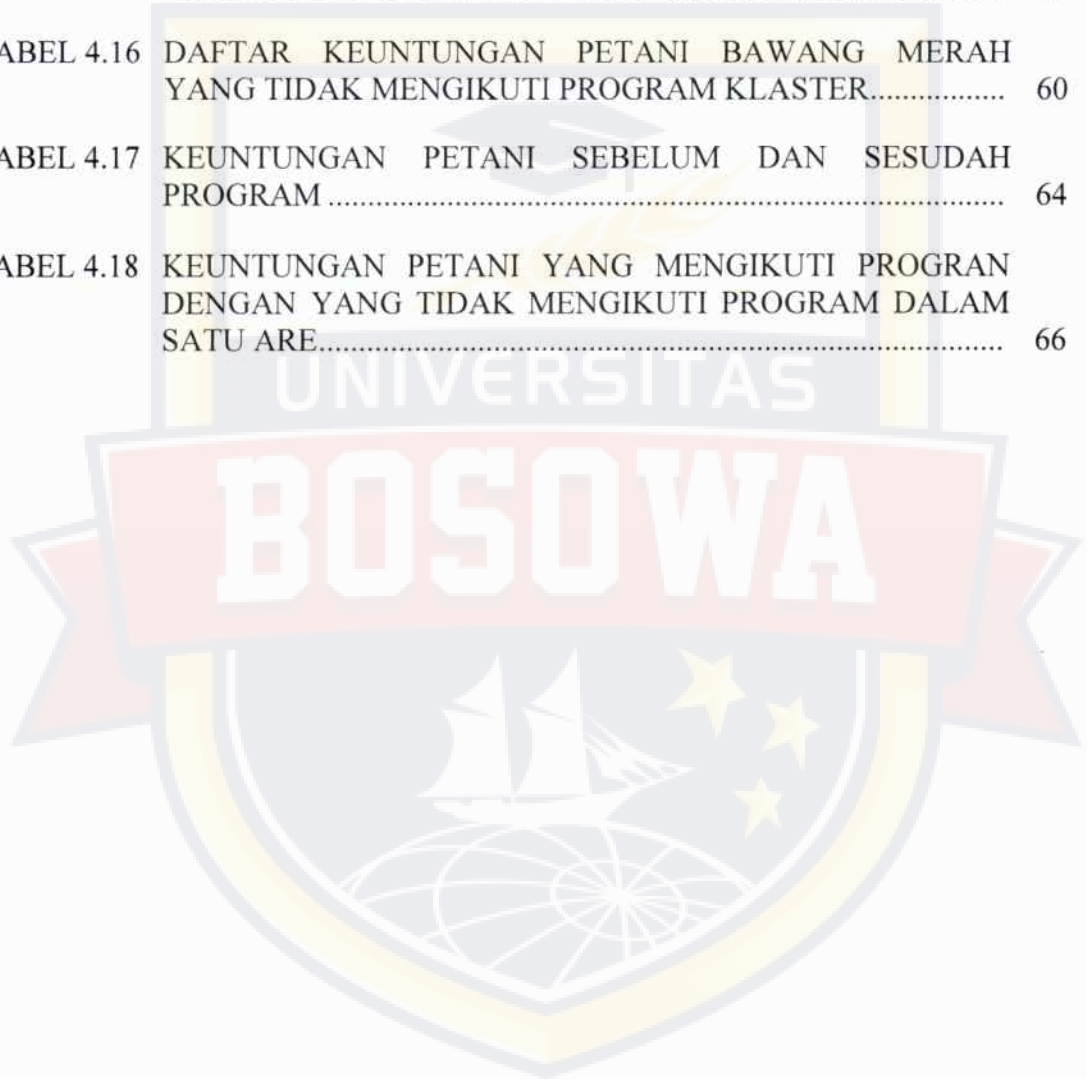 ABEL 4.16 DAFTAR KEUNTUNGAN PETANI BAWANG MERAH
YANG TIDAK MENGIKUTI PROGRAM KLASTER................. 60
ABEL 4.17 KEUNTUNGAN PETANI SEBELUM DAN SESUDAH
PROGRAM ........................................................................... 64
ABEL 4.18 KEUNTUNGAN PETANI YANG MENGIKUTI PROGRAN
DENGAN YANG TIDAK MENGIKUTI PROGRAM DALAM
SATU ARE............................................................................ 66
UNIVERSITAS
BOSOWA